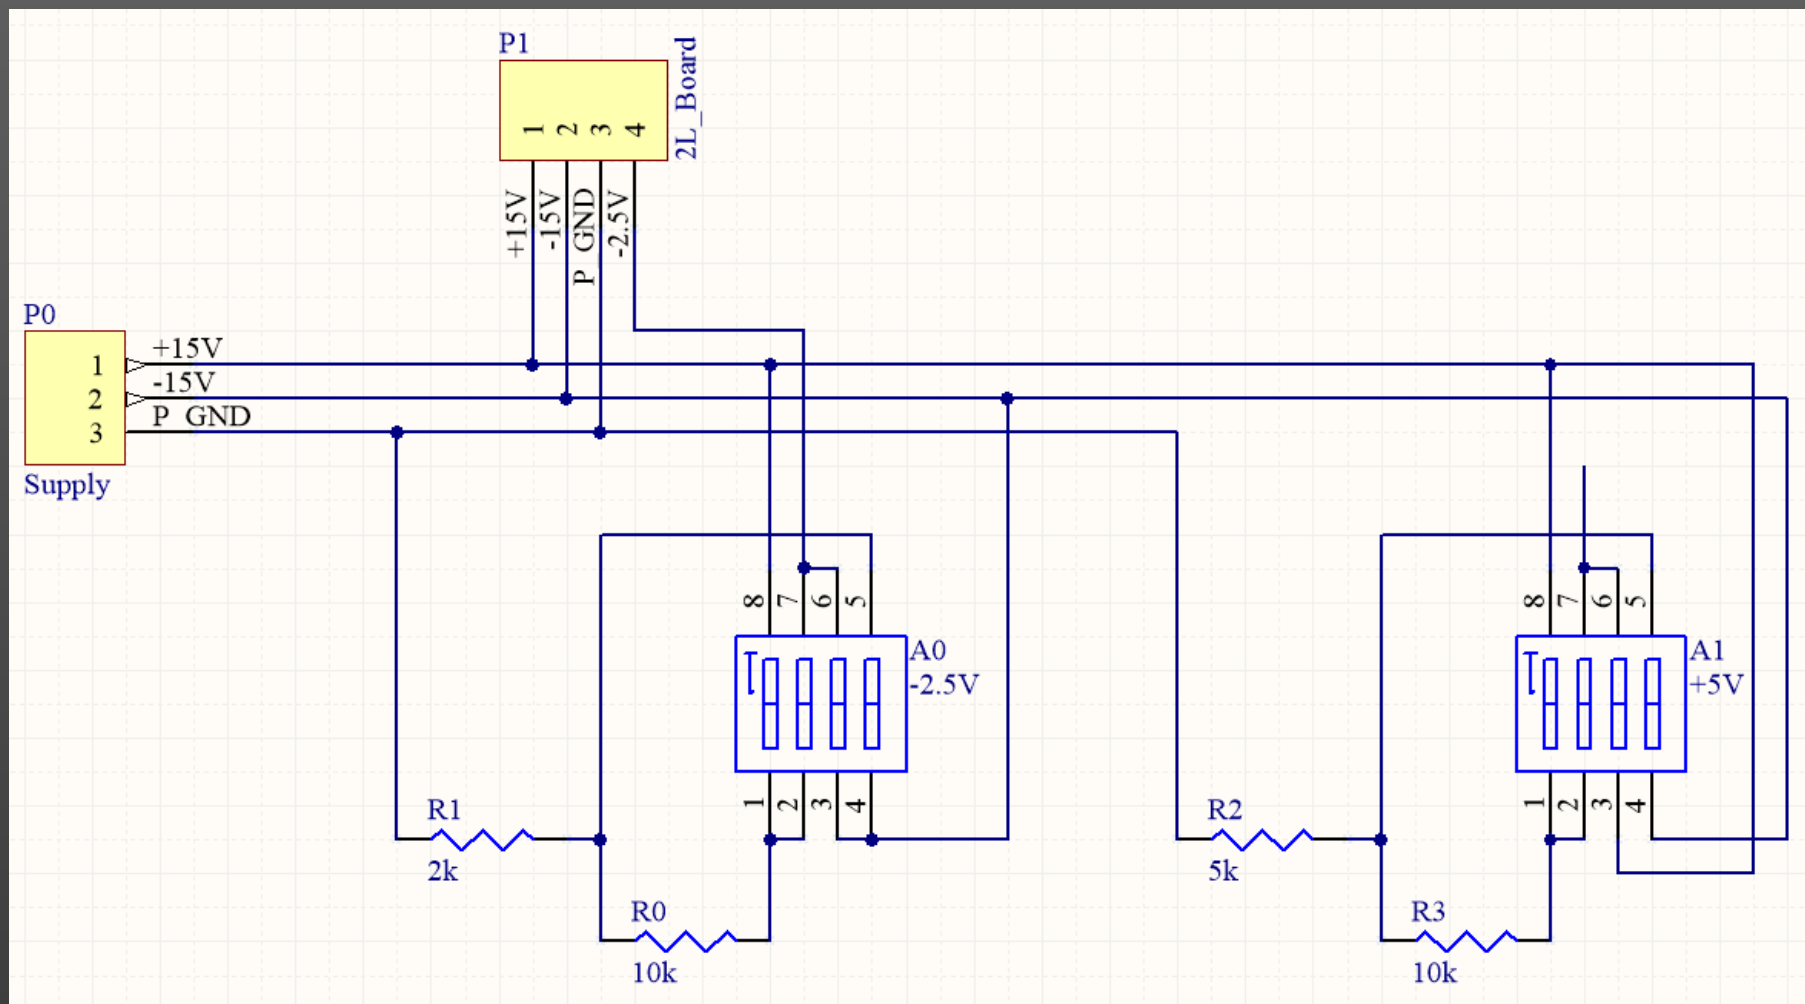 P1
2L_Board
1
2
3
4
+15V
-15V
P_GND
-2.5V
P0
1
2
3
+15V
-15V
P_GND
Supply
8
7
6
5
A0
-2.5V
1
2
3
4
8
7
6
5
A1
+5V
1
2
3
4
R1
2k
R0
10k
R2
5k
R3
10k